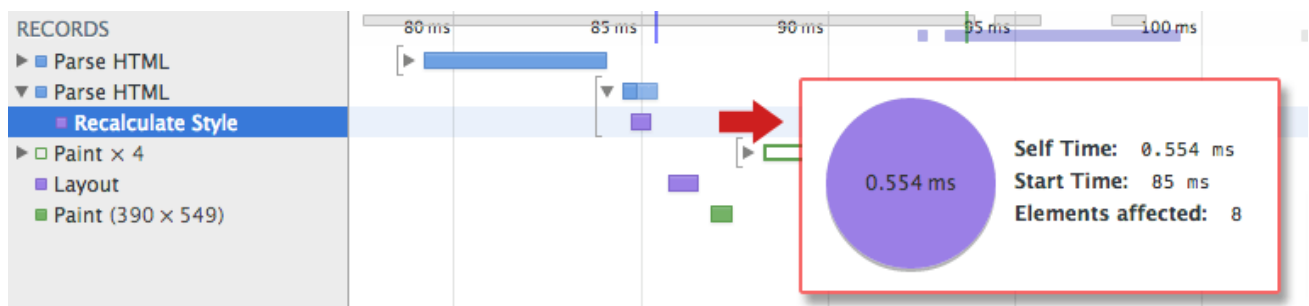 RECORDS
80 ms 85 ms 90 ms 95 ms 100 ms
Parse HTML
Parse HTML
Recalculate Style
Paint × 4
Layout
Paint (390 × 549)
0.554 ms
Self Time: 0.554 ms
Start Time: 85 ms
Elements affected: 8